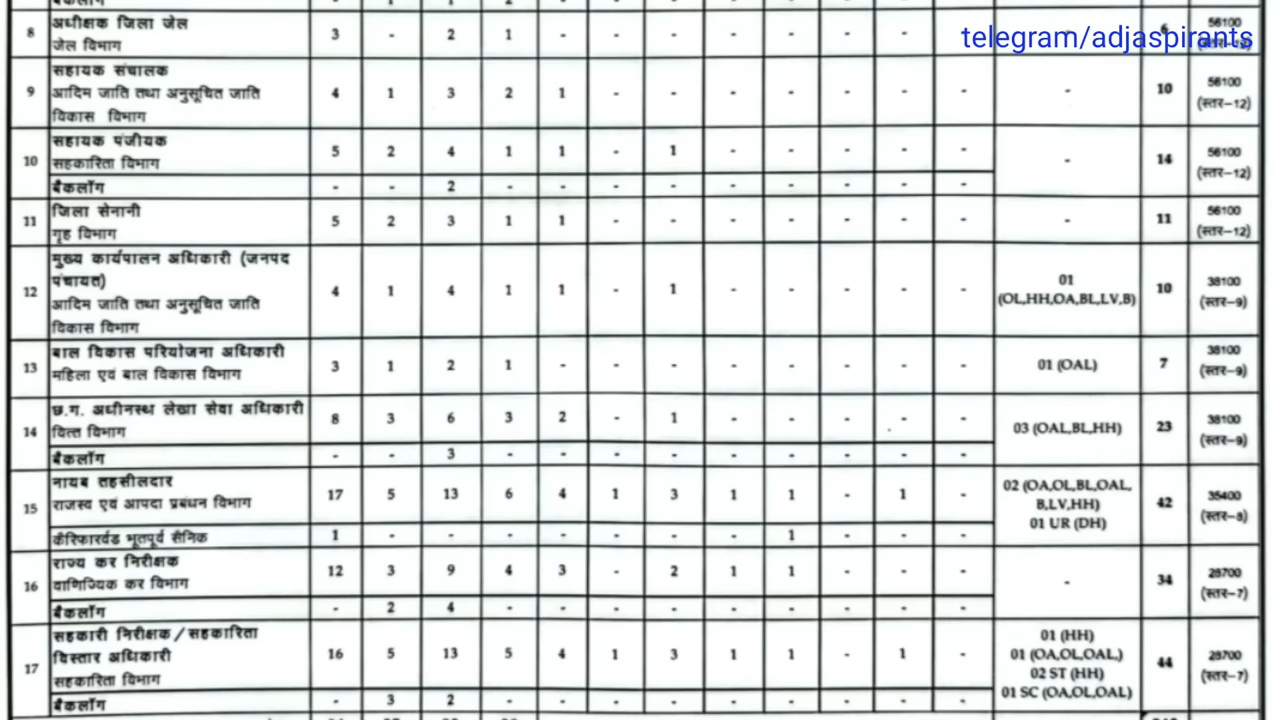 telegram/adjaspirants
बैकलॉग - 1 1 2 - - - - - - - -
8 अधीक्षक जिला जेल 3 - 2 1 - - - - - - - - 6 56100
जेल विभाग (स्तर-12)
सहायक संचालक
9 आदिम जाति तथा अनुसूचित जाति 4 1 3 2 1 - - - - - - - - 10 56100
विकास विभाग (स्तर-12)
सहायक पंजीयक
10 सहकारिता विभाग 5 2 4 1 1 - 1 - - - - - - 14 56100
(स्तर-12)
बैकलॉग - - 2 - - - - - - - - -
11 जिला सेनानी 5 2 3 1 1 - - - - - - - - 11 56100
गृह विभाग (स्तर-12)
मुख्य कार्यपालन अधिकारी (जनपद
पंचायत)
12 4 1 4 1 1 - 1 - - - - - 01 10 38100
आदिम जाति तथा अनुसूचित जाति (OL,HH,OA,BL,LV,B) (स्तर-9)
विकास विभाग
13 बाल विकास परियोजना अधिकारी 3 1 2 1 - - - - - - - - 01 (OAL) 7 38100
महिला एवं बाल विकास विभाग (स्तर-9)
14 छ.ग. अधीनस्थ लेखा सेवा अधिकारी 8 3 6 3 2 - 1 - - - - - 03 (OAL,BL,HH) 23 38100
वित्त विभाग (स्तर-9)
बैकलॉग - - 3 - - - - - - - - -
15 नायब तहसीलदार 17 5 13 6 4 1 3 1 1 - 1 - 02 (OA,OL,BL,OAL, 42 35400
राजस्व एवं आपदा प्रबंधन विभाग B,LV,HH) (स्तर-8)
01 UR (DH)
कैरिफारर्वड भूतपूर्व सैनिक 1 - - - - - - - 1 - - -
16 राज्य कर निरीक्षक 12 3 9 4 3 - 2 1 1 - - - - 34 28700
वाणिज्यिक कर विभाग (स्तर-7)
बैकलॉग - 2 4 - - - - - - - - -
सहकारी निरीक्षक/सहकारिता 01 (HH)
17 विस्तार अधिकारी 16 5 13 5 4 1 3 1 1 - 1 - 01 (OA,OL,OAL,) 44 28700
सहकारिता विभाग 02 ST (HH) (स्तर-7)
01 SC (OA,OL,OAL)
बैकलॉग - 3 2 - - - - - - - - -